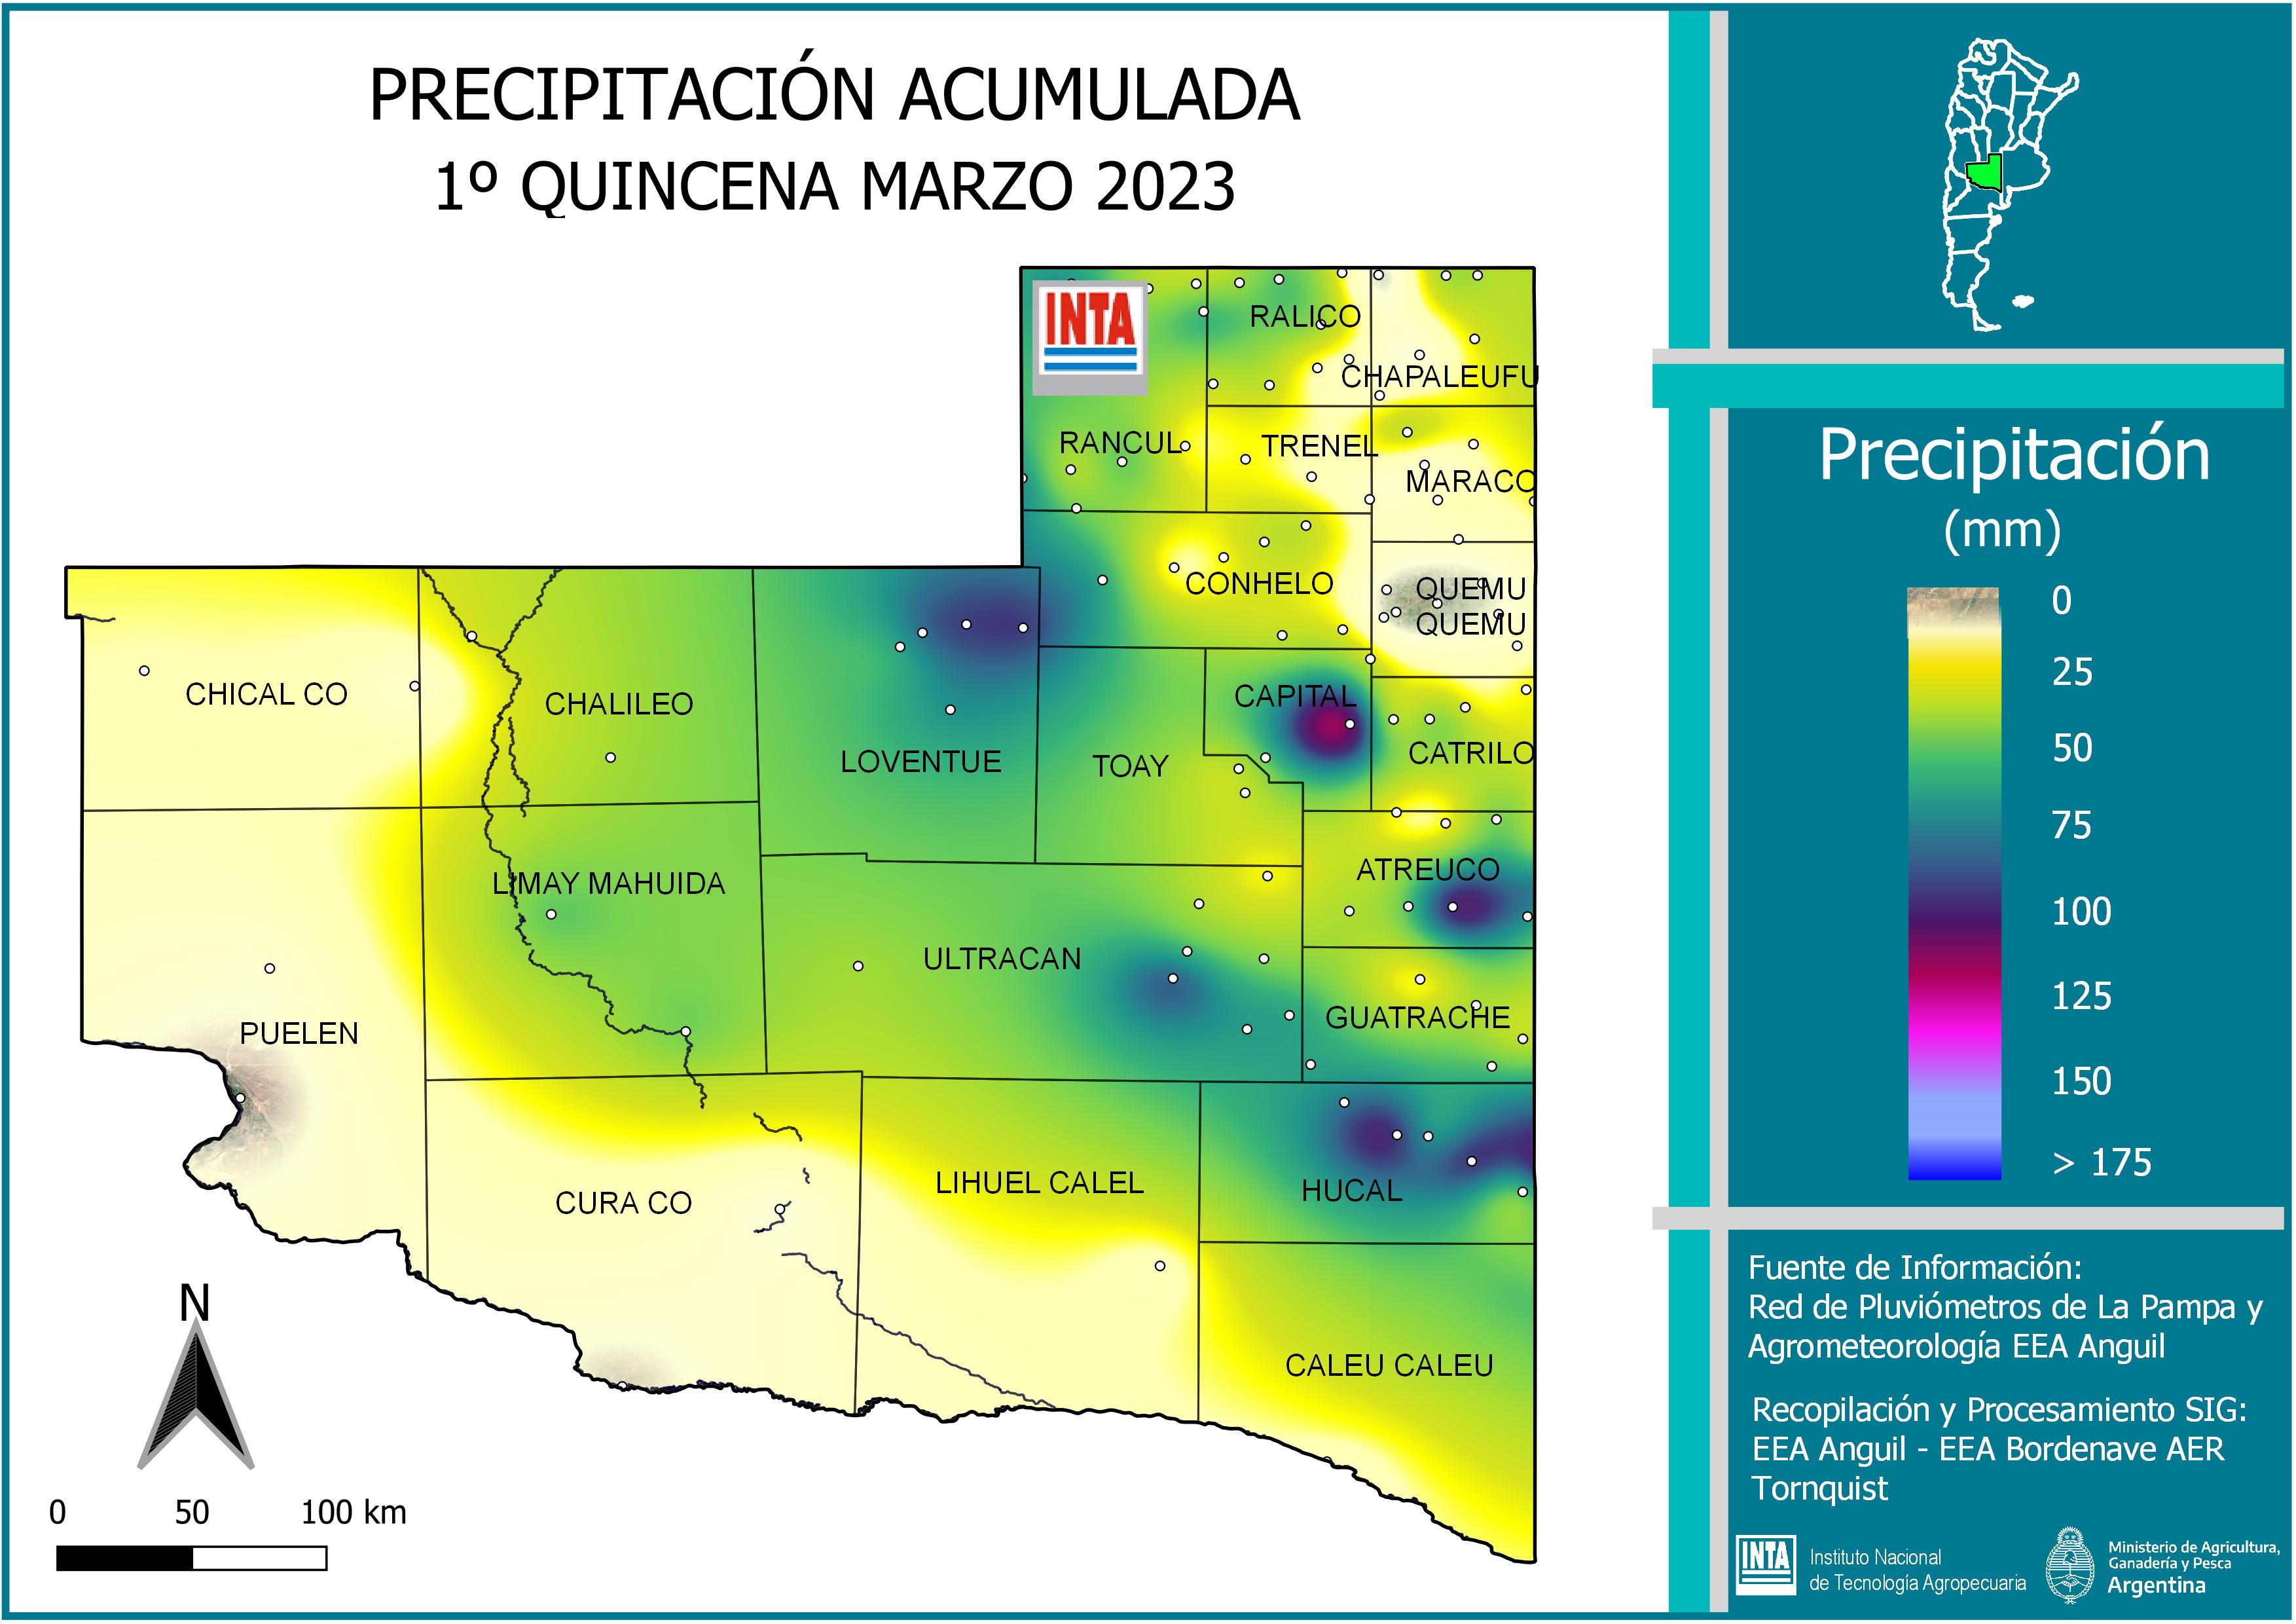 PRECIPITACIÓN ACUMULADA
1º QUINCENA MARZO 2023
INTA
RALICO
CHAPALEUFU
RANCUL
TRENEL
MARACO
CONHELO
QUEMU
QUEMU
CHICAL CO
CHALILEO
CAPITAL
LOVENTUE
TOAY
CATRILO
LIMAY MAHUIDA
ATREUCO
ULTRACAN
GUATRACHE
PUELEN
CURA CO
LIHUEL CALEL
HUCAL
CALEU CALEU
N
0 50 100 km
Precipitación
(mm)
0
25
50
75
100
125
150
> 175
Fuente de Información:
Red de Pluviómetros de La Pampa y
Agrometeorología EEA Anguil
Recopilación y Procesamiento SIG:
EEA Anguil - EEA Bordenave AER
Tornquist
INTA
Instituto Nacional
de Tecnología Agropecuaria
Ministerio de Agricultura,
Ganadería y Pesca
Argentina